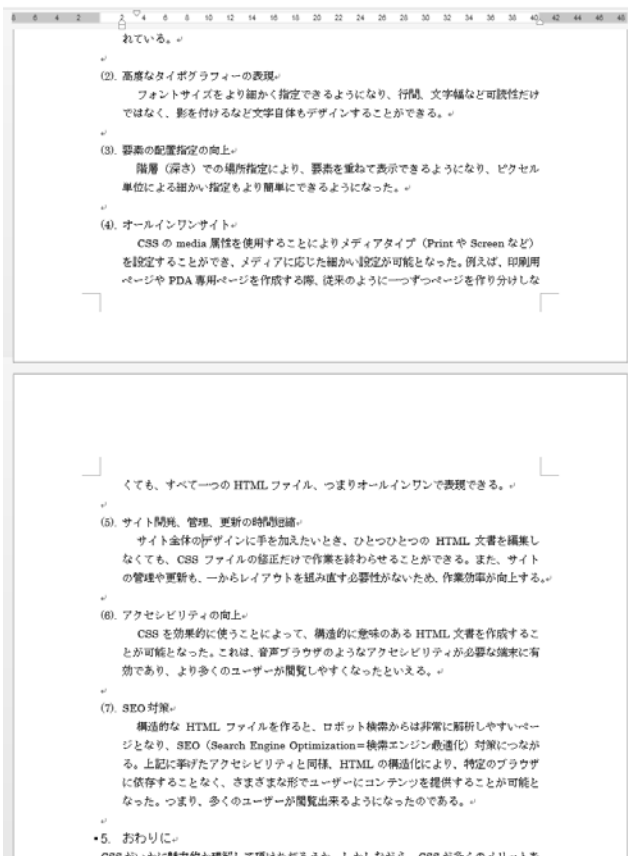 8 6 4 2 2 4 6 8 10 12 14 16 18 20 22 24 26 28 30 32 34 36 38 40 42 44 46 48
れている。
(2). 高度なタイポグラフィーの表現
フォントサイズをより細かく指定できるようになり、行間、文字幅など可読性だけ
ではなく、影を付けるなど文字自体もデザインすることができる。
(3). 要素の配置指定の向上
階層（深さ）での場所指定により、要素を重ねて表示できるようになり、ピクセル
単位による細かい指定もより簡単にできるようになった。
(4). オールインワンサイト
CSS の media 属性を使用することによりメディアタイプ（Print や Screen など）
を設定することができ、メディアに応じた細かい設定が可能となった。例えば、印刷用
ページや PDA 専用ページを作成する際、従来のように一つずつページを作り分けしな
くても、すべて一つの HTML ファイル、つまりオールインワンで表現できる。
(5). サイト開発、管理、更新の時間短縮
サイト全体のデザインに手を加えたいとき、ひとつひとつの HTML 文書を編集し
なくても、CSS ファイルの修正だけで作業を終わらせることができる。また、サイト
の管理や更新も、一からレイアウトを組み直す必要性がないため、作業効率が向上する。
(6). アクセシビリティの向上
CSS を効果的に使うことによって、構造的に意味のある HTML 文書を作成するこ
とが可能となった。これは、音声ブラウザのようなアクセシビリティが必要な端末に有
効であり、より多くのユーザーが閲覧しやすくなったといえる。
(7). SEO 対策
構造的な HTML ファイルを作ると、ロボット検索からは非常に解析しやすいペー
ジとなり、SEO（Search Engine Optimization＝検索エンジン最適化）対策につなが
る。上記に挙げたアクセシビリティと同様、HTML の構造化により、特定のブラウザ
に依存することなく、さまざまな形でユーザーにコンテンツを提供することが可能と
なった。つまり、多くのユーザーが閲覧出来るようになったのである。
5. おわりに